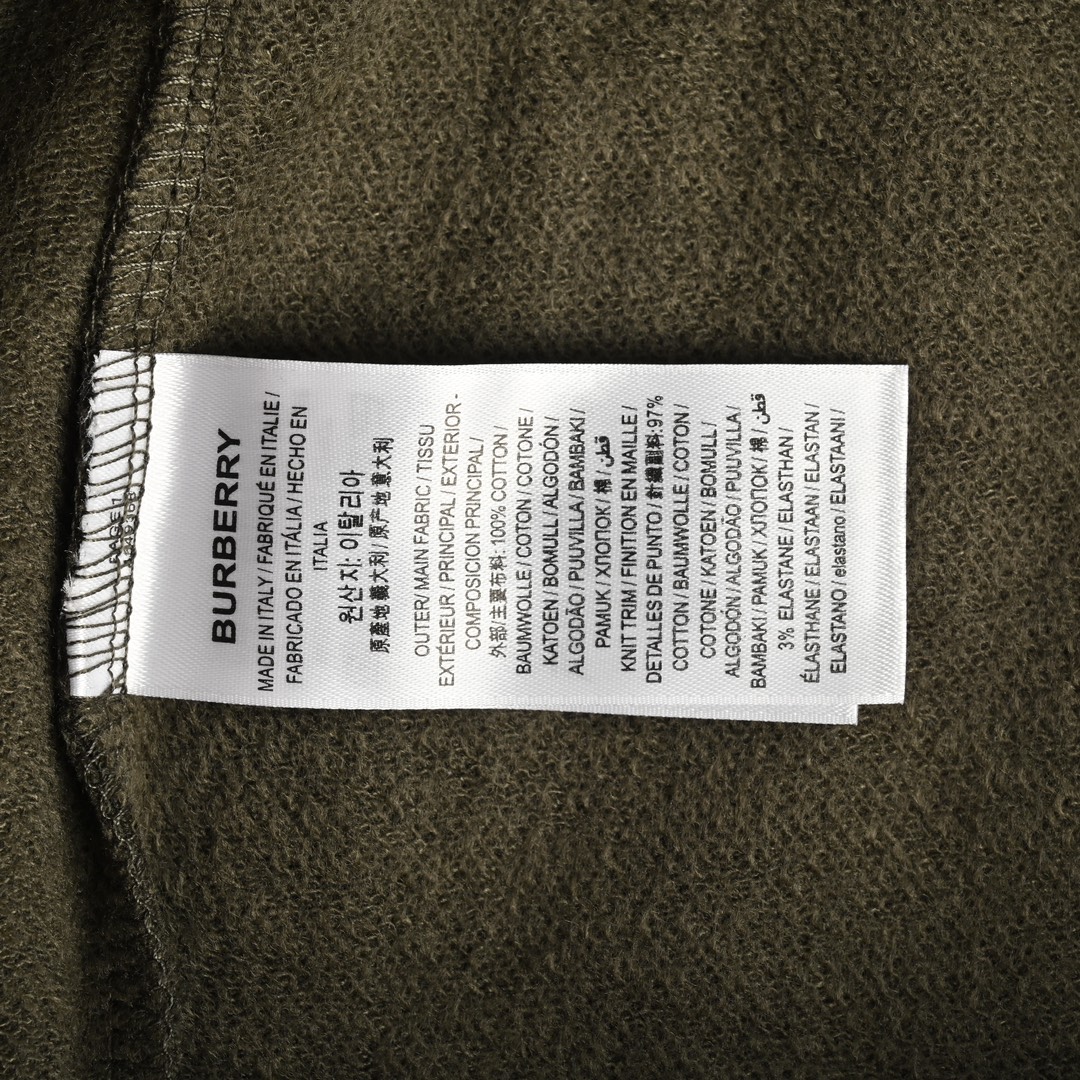 BURBERRY
MADE IN ITALY / FABRIQUÉ EN ITALIE /
FABRICADO EN ITÁLIA / HECHO EN
ITALIA
원산지 이탈리아
原產地義大利 / 原产地意大利
OUTER / MAIN FABRIC / TISSU
EXTÉRIEUR / PRINCIPAL / EXTERIOR -
COMPOSICION PRINCIPAL /
外部/主要布料: 100% COTTON /
BAUMWOLLE / COTON / COTONE /
KATOEN / BOMULL / ALGODÓN /
ALGODÃO / PUUVILLA / BAMBAKI /
PAMUK / ХПОПОК / 棉 / قطن
KNIT TRIM / FINITION EN MAILLE /
DETALLES DE PUNTO / 針織副料:97%
COTTON / BAUMWOLLE / COTON /
COTONE / KATOEN / BOMULL /
ALGODÓN / ALGODÃO / PUUVILLA /
BAMBAKI / PAMUK / ХПОПОК / 棉 / قطن
3% ELASTANE / ELASTHAN /
ÉLASTHANE / ELASTAAN / ELASTAN /
ELASTANO / elastano / ELASTAANI /